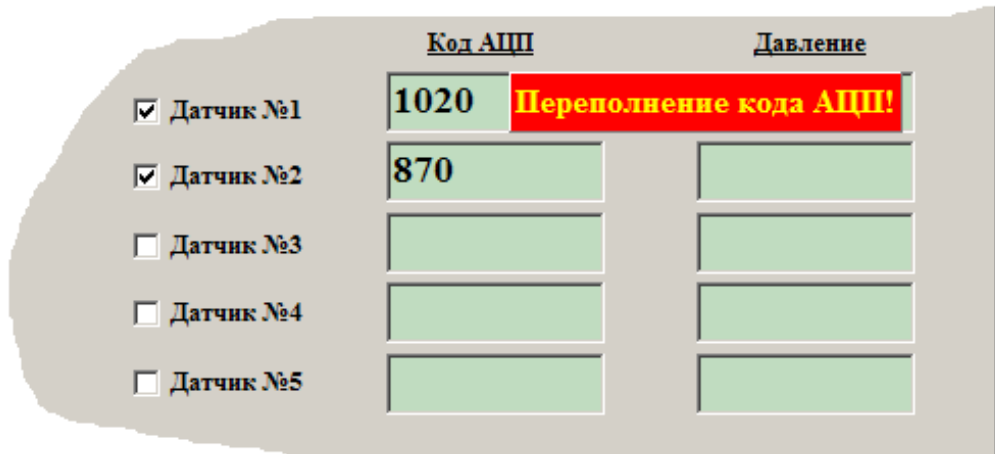 Код АЦП Давление
Датчик №1 1020 Переполнение кода АЦП!
Датчик №2 870
Датчик №3
Датчик №4
Датчик №5